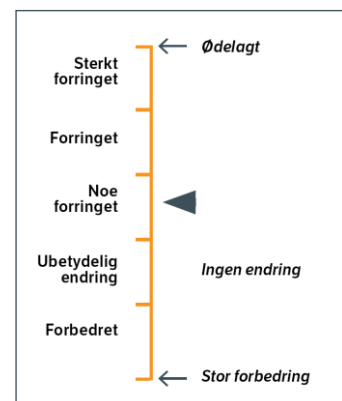 Ødelagt
Sterkt
forringet
Forringet
Noe
forringet
Ubetydelig
endring
Ingen endring
Forbedret
Stor forbedring